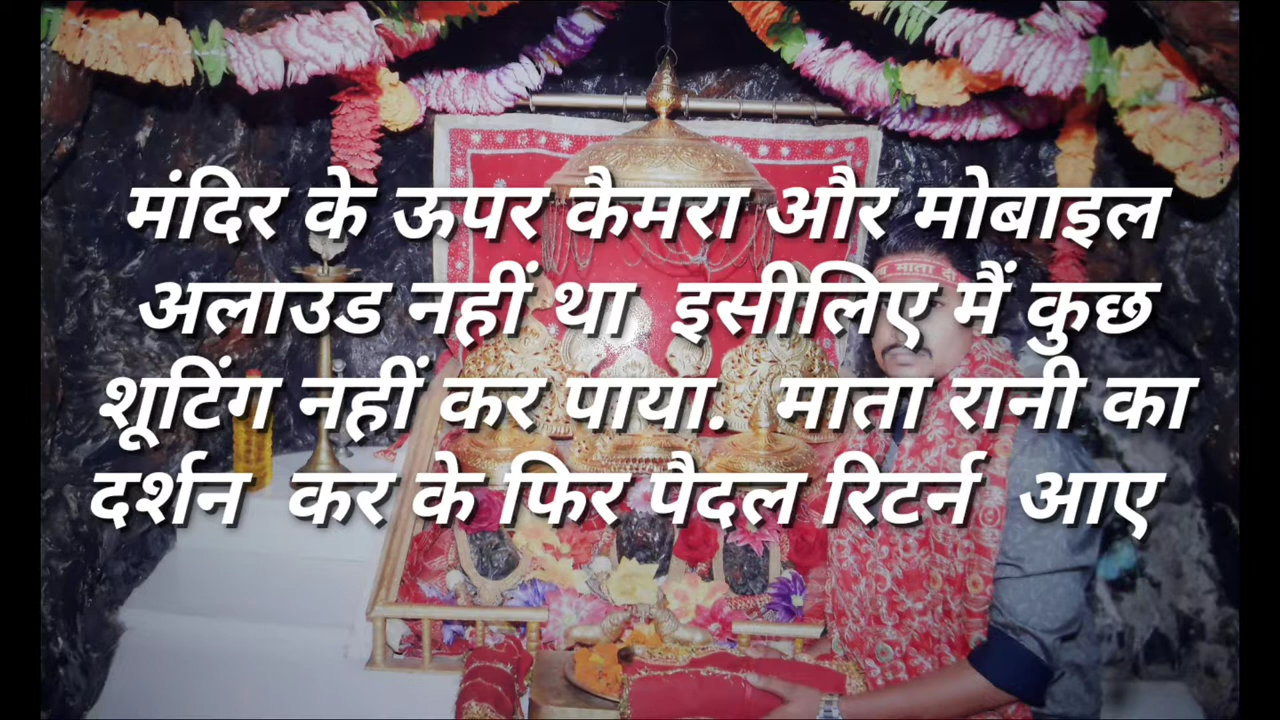 मंदिर के ऊपर कैमरा और मोबाइल
अलाउड नहीं था इसीलिए मैं कुछ
शूटिंग नहीं कर पाया. माता रानी का
दर्शन कर के फिर पैदल रिटर्न आए
माता दी